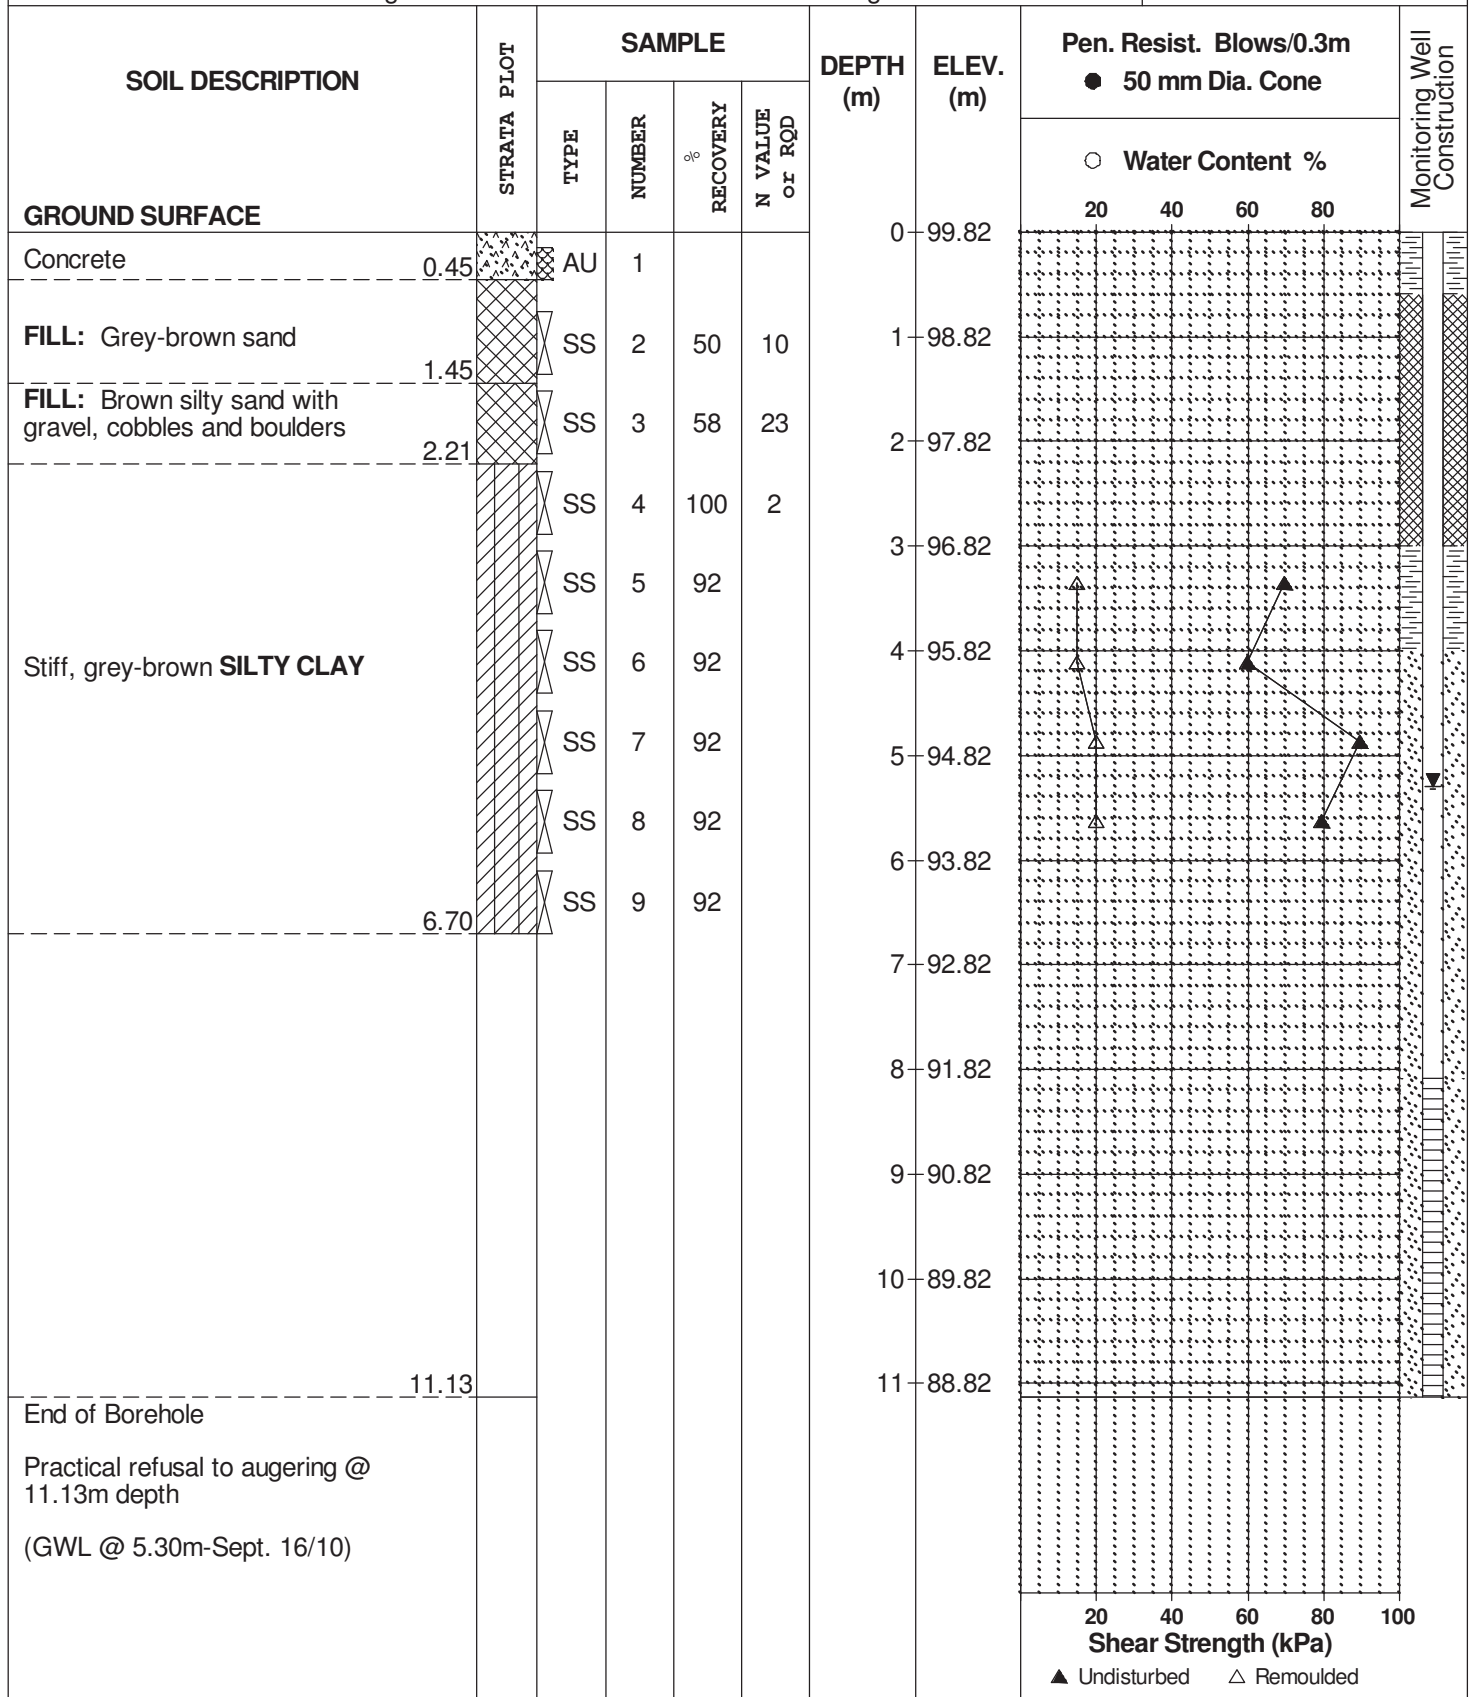 SOIL DESCRIPTION
GROUND SURFACE
STRATA PLOT
SAMPLE
TYPE
NUMBER
%
RECOVERY
N VALUE
or RQD
DEPTH
(m)
ELEV.
(m)
Pen. Resist. Blows/0.3m
● 50 mm Dia. Cone
○ Water Content %
20 40 60 80
Monitoring Well
Construction
0 99.82
Concrete 0.45 AU 1
FILL: Grey-brown sand SS 2 50 10 1 98.82
1.45
FILL: Brown silty sand with
gravel, cobbles and boulders SS 3 58 23
2 97.82
2.21
SS 4 100 2
3 96.82
SS 5 92
4 95.82
Stiff, grey-brown SILTY CLAY SS 6 92
SS 7 92
5 94.82
SS 8 92
6 93.82
SS 9 92
6.70
7 92.82
8 91.82
9 90.82
10 89.82
11.13 11 88.82
End of Borehole
Practical refusal to augering @
11.13m depth
(GWL @ 5.30m-Sept. 16/10)
20 40 60 80 100
Shear Strength (kPa)
▲ Undisturbed △ Remoulded